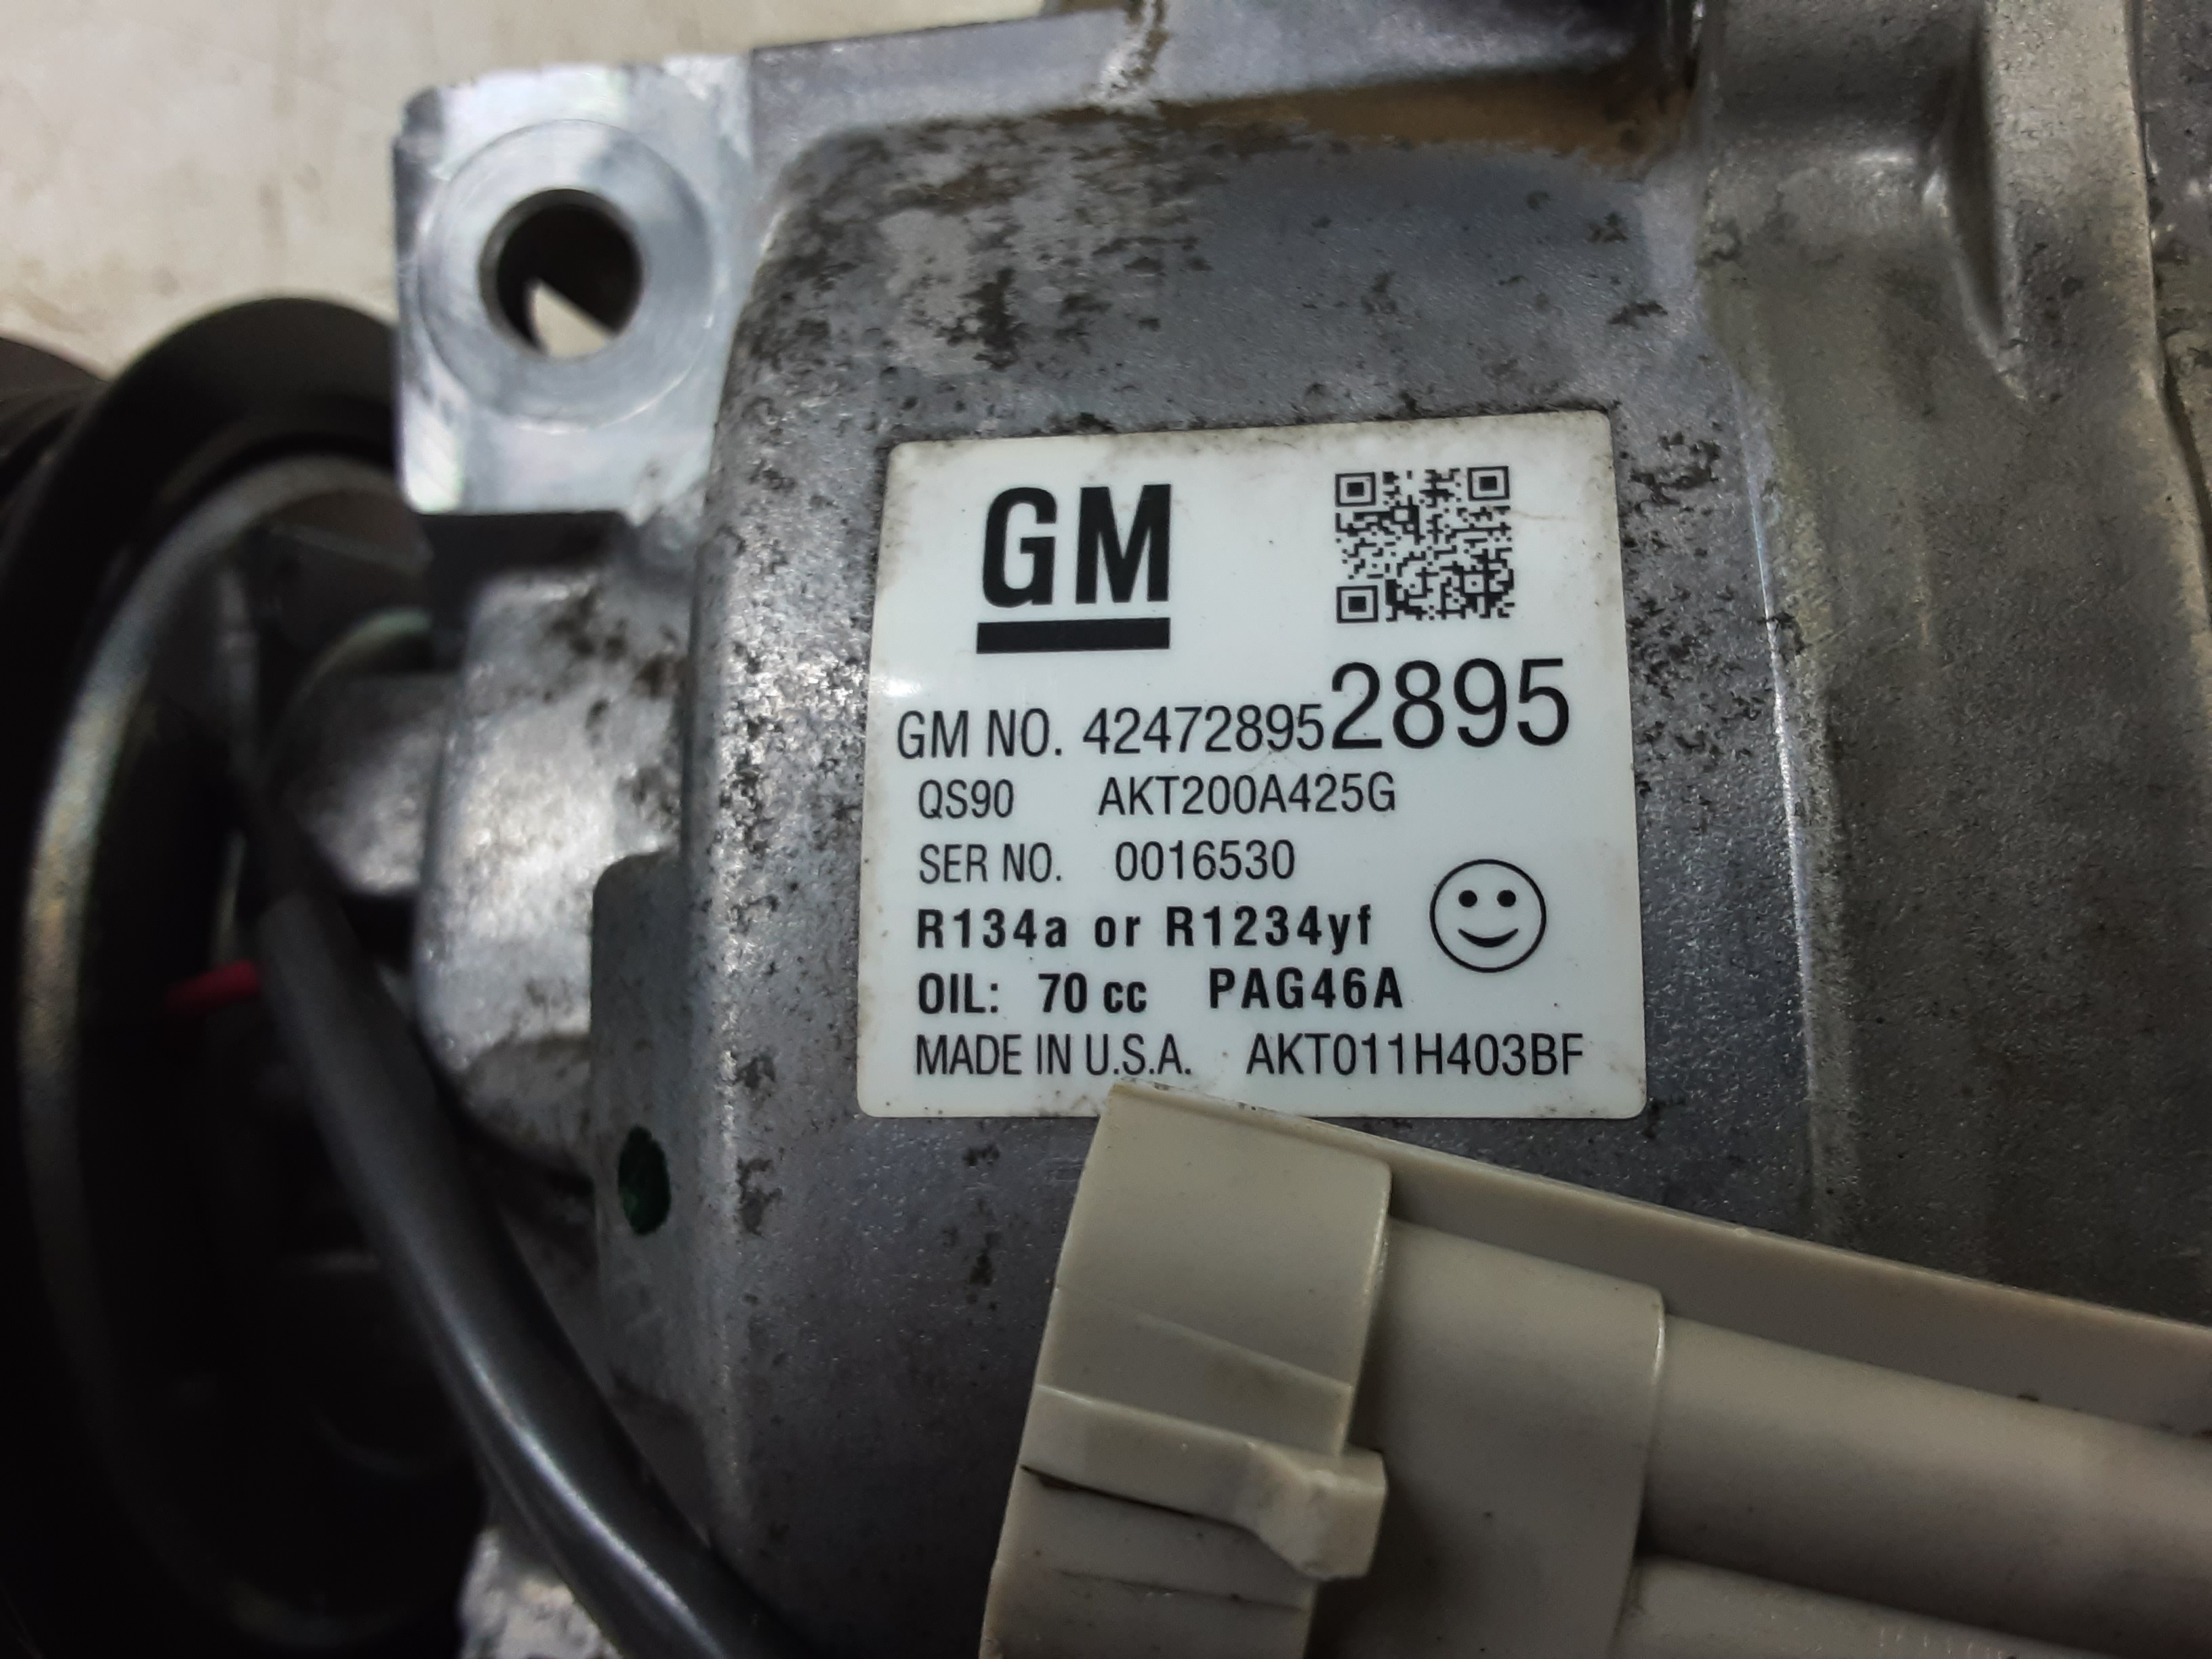 GM
GM NO. 42472895 2895
QS90 AKT200A425G
SER NO. 0016530
R134a or R1234yf
OIL: 70 cc PAG46A
MADE IN U.S.A. AKT011H403BF